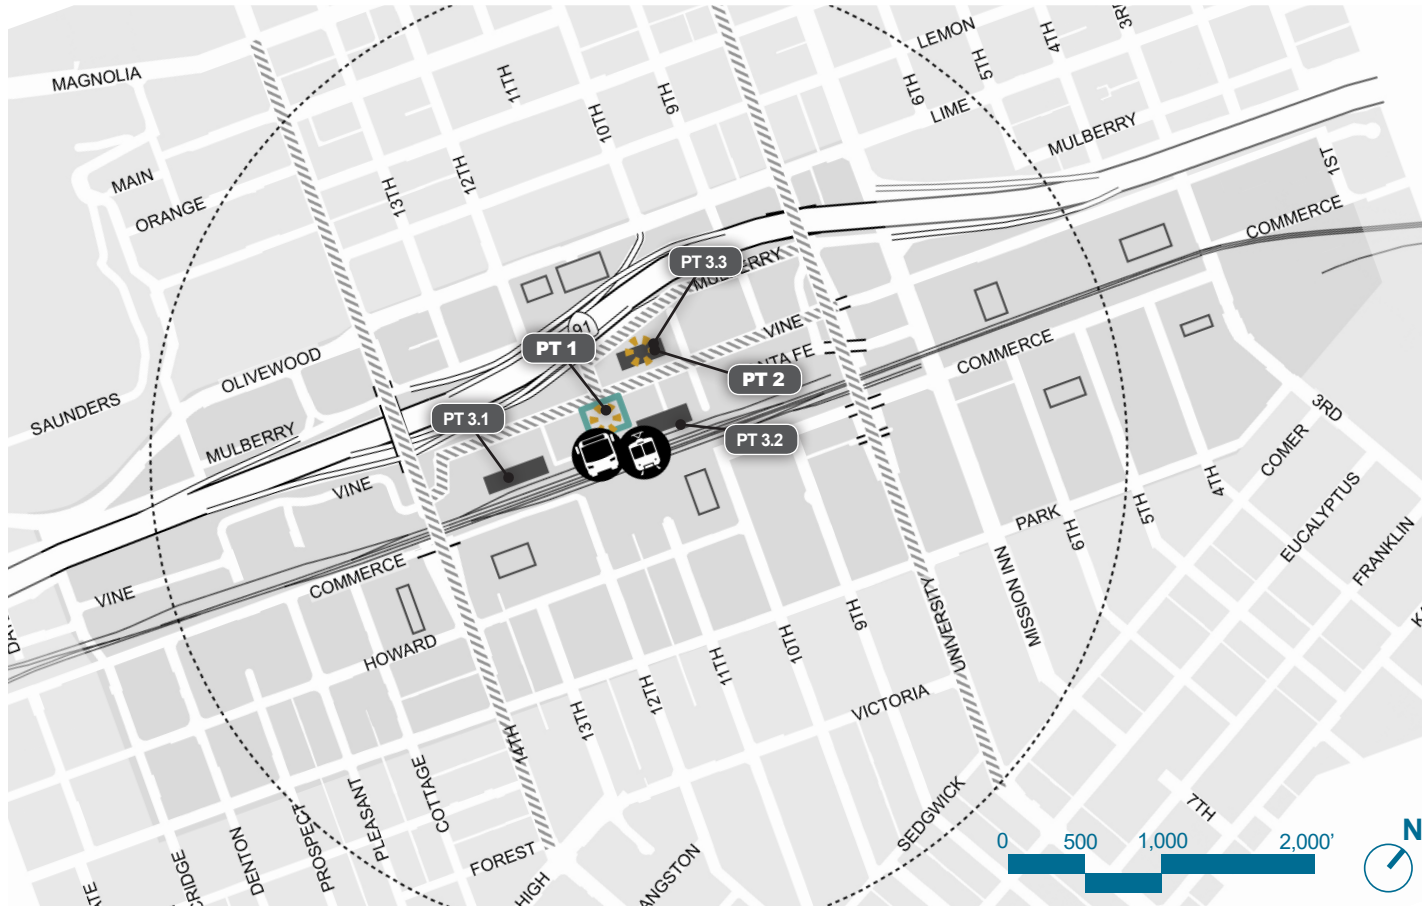 LEMON
4TH
5TH
MAGNOLIA
11TH
9TH
6TH
LIME
10TH
MULBERRY
12TH
1ST
MAIN
13TH
ORANGE
COMMERCE
PT 3.3
MULBERRY
91
VINE
PT 1
COMMERCE
OLIVEWOOD
PT 2
SAUNDERS
PT 3.1
3RD
MULBERRY
PT 3.2
COMER
4TH
VINE
5TH
EUCALYPTUS
PARK
6TH
FRANKLIN
COMMERCE
VINE
MISSION INN
9TH
UNIVERSITY
HOWARD
10TH
11TH
12TH
VICTORIA
13TH
14TH
COTTAGE
PLEASANT
PROSPECT
DENTON
SEDGWICK
7TH
FOREST
HIGH
0 500 1,000 2,000’
N